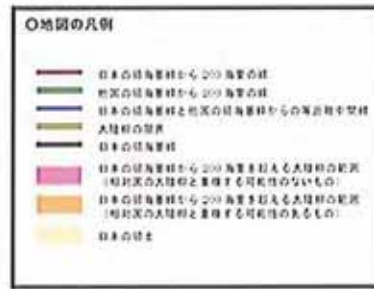 〇地図の凡例
日本の領海基線から200海里の線
他国の領海基線から200海里の線
日本の領海基線と他国の領海基線からの等距離中間線
大陸棚の限界
日本の領海基線
日本の領海基線から200海里を超える大陸棚の範囲
(相対国の大陸棚と重複する可能性のないもの)
日本の領海基線から200海里を超える大陸棚の範囲
(相対国の大陸棚と重複する可能性のあるもの)
日本の領土